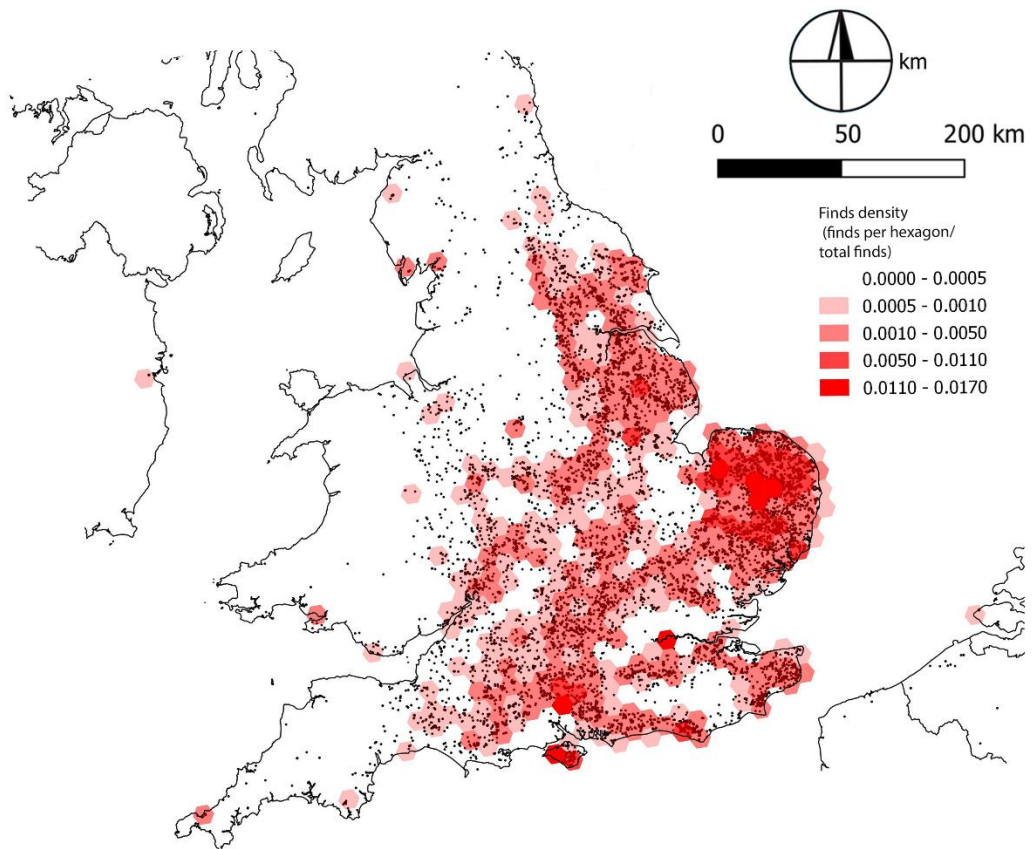 km
0 50 200 km
Finds density
(finds per hexagon/
total finds)
0.0000 - 0.0005
0.0005 - 0.0010
0.0010 - 0.0050
0.0050 - 0.0110
0.0110 - 0.0170